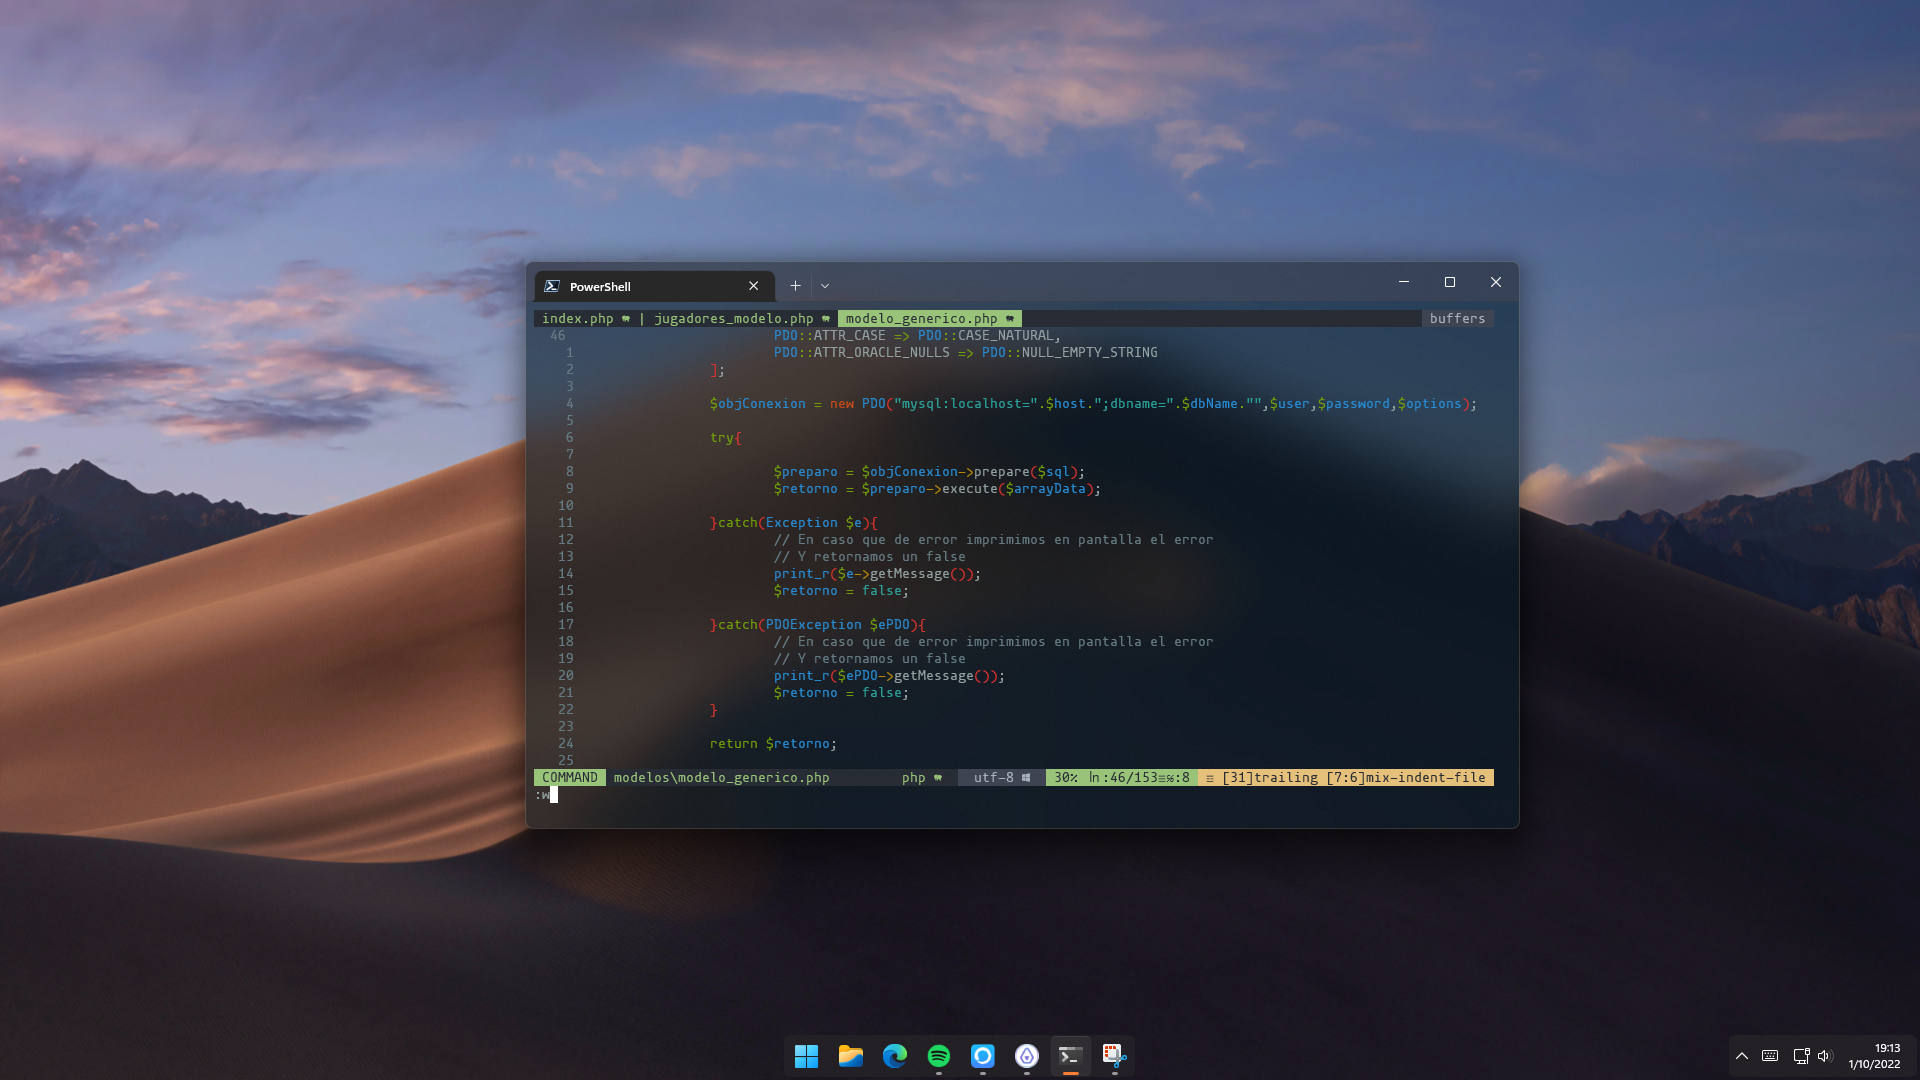 PowerShell
index.php | jugadores_modelo.php modelo_generico.php buffers
46 PDO::ATTR_CASE => PDO::CASE_NATURAL,
1 PDO::ATTR_ORACLE_NULLS => PDO::NULL_EMPTY_STRING
2 ];
3
4 $objConexion = new PDO("mysql:localhost=".$host.";dbname=".$dbName."",$user,$password,$options);
5
6 try{
7
8 $preparo = $objConexion->prepare($sql);
9 $retorno = $preparo->execute($arrayData);
10
11 }catch(Exception $e){
12 // En caso que de error imprimimos en pantalla el error
13 // Y retornamos un false
14 print_r($e->getMessage());
15 $retorno = false;
16
17 }catch(PDOException $ePDO){
18 // En caso que de error imprimimos en pantalla el error
19 // Y retornamos un false
20 print_r($ePDO->getMessage());
21 $retorno = false;
22 }
23
24 return $retorno;
25
COMMAND modelos\modelo_generico.php php utf-8 30% ln:46/153≡%:8 ≡ [31]trailing [7:6]mix-indent-file
:w
19:13
1/10/2022